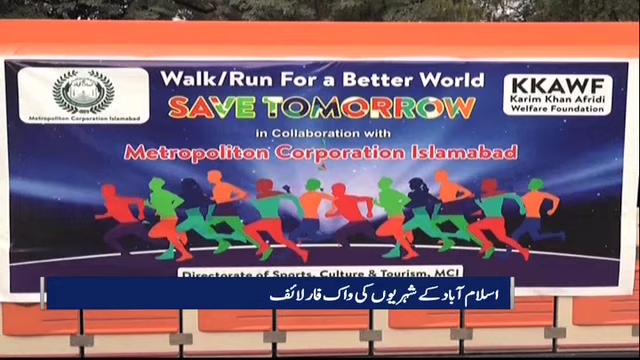 Metropoliton Corporation Islamabad
Walk/Run For a Better World
SAVE TOMORROW
in Collaboration with
Metropoliton Corporation Islamabad
KKAWF
Karim Khan Afridi
Welfare Foundation
Directorate of Sports, Culture & Tourism, MCI
اسلام آباد کے شہریوں کی واک فار لائف